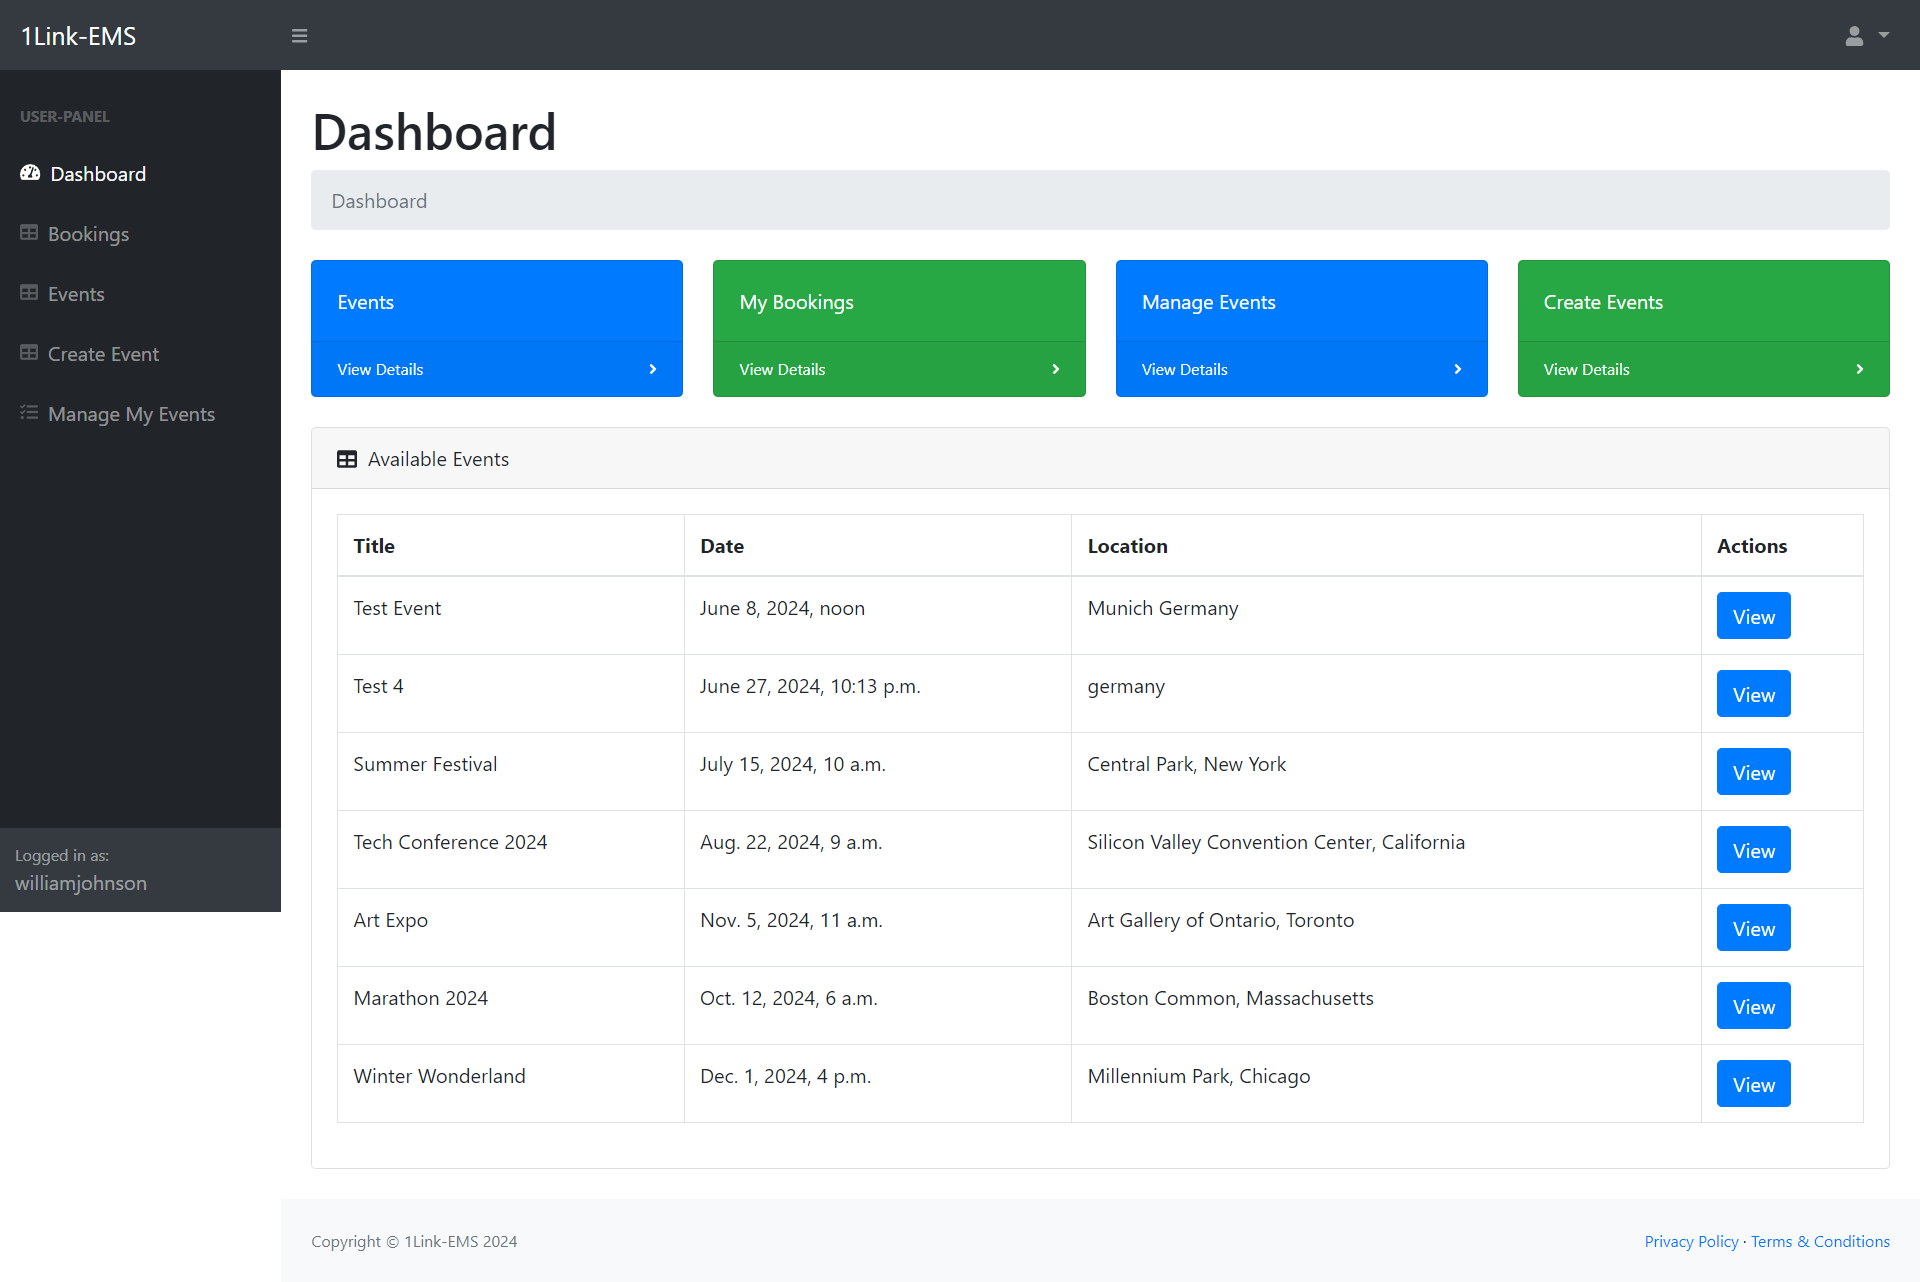 1Link-EMS
USER-PANEL
Dashboard
Bookings
Events
Create Event
Manage My Events
Logged in as:
williamjohnson
Dashboard
Dashboard
Events
View Details
My Bookings
View Details
Manage Events
View Details
Create Events
View Details
Available Events
Title Date Location Actions
Test Event June 8, 2024, noon Munich Germany View
Test 4 June 27, 2024, 10:13 p.m. germany View
Summer Festival July 15, 2024, 10 a.m. Central Park, New York View
Tech Conference 2024 Aug. 22, 2024, 9 a.m. Silicon Valley Convention Center, California View
Art Expo Nov. 5, 2024, 11 a.m. Art Gallery of Ontario, Toronto View
Marathon 2024 Oct. 12, 2024, 6 a.m. Boston Common, Massachusetts View
Winter Wonderland Dec. 1, 2024, 4 p.m. Millennium Park, Chicago View
Copyright © 1Link-EMS 2024
Privacy Policy · Terms & Conditions